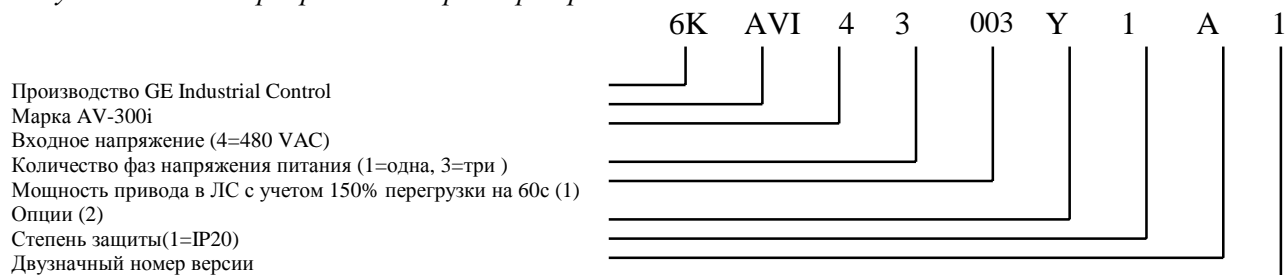 6K AVI 4 3 003 Y 1 A 1
Производство GE Industrial Control
Марка AV-300i
Входное напряжение (4=480 VAC)
Количество фаз напряжения питания (1=одна, 3=три )
Мощность привода в ЛС с учетом 150% перегрузки на 60с (1)
Опции (2)
Степень защиты(1=IP20)
Двузначный номер версии